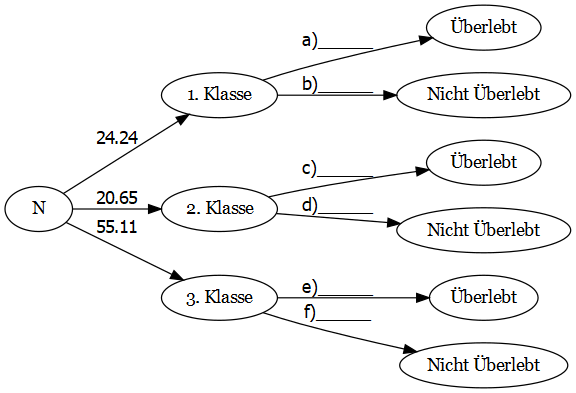 a)______
Überlebt
1. Klasse
b)______
Nicht Überlebt
24.24
N
20.65
2. Klasse
c)______
Überlebt
d)______
Nicht Überlebt
55.11
3. Klasse
e)______
Überlebt
f)______
Nicht Überlebt